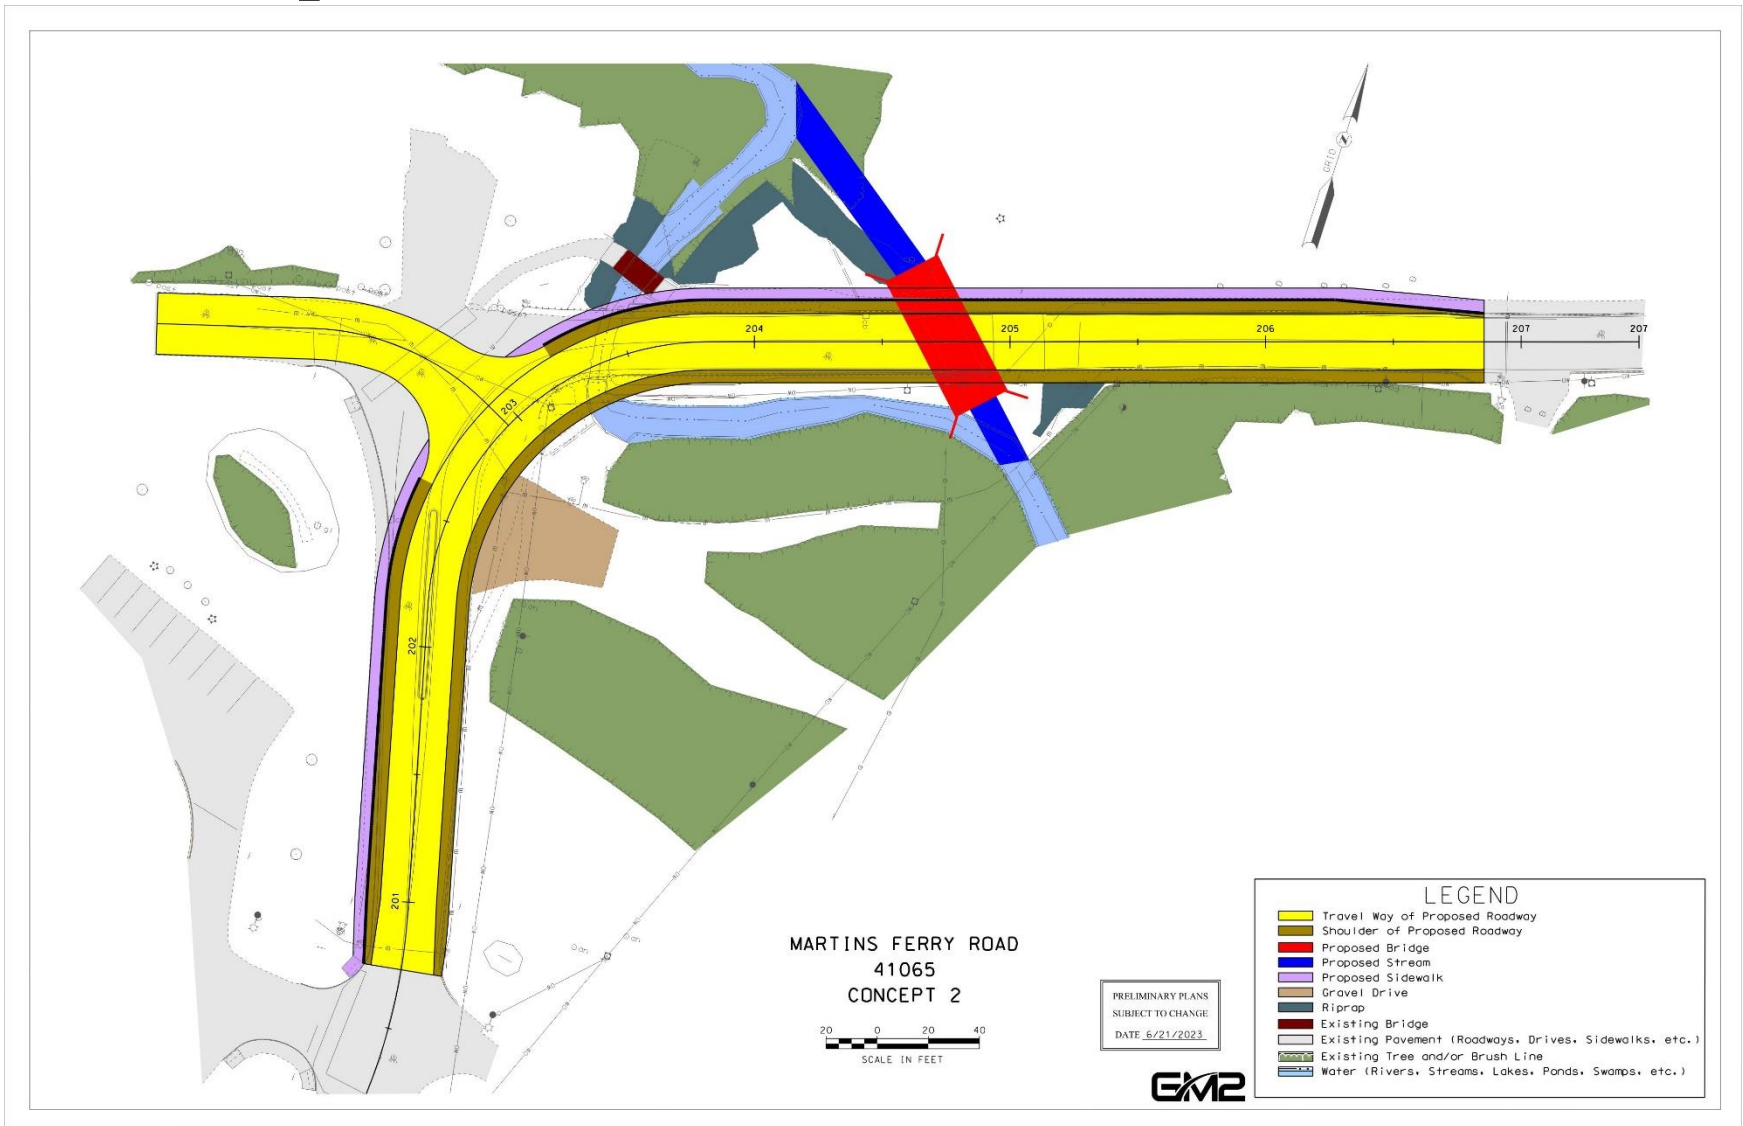 GRID
204
205
206
207
207
203
202
201
MARTINS FERRY ROAD
41065
CONCEPT 2
20 0 20 40
SCALE IN FEET
PRELIMINARY PLANS
SUBJECT TO CHANGE
DATE 6/21/2023
GM2
LEGEND
Travel Way of Proposed Roadway
Shoulder of Proposed Roadway
Proposed Bridge
Proposed Stream
Proposed Sidewalk
Gravel Drive
Riprap
Existing Bridge
Existing Pavement (Roadways, Drives, Sidewalks, etc.)
Existing Tree and/or Brush Line
Water (Rivers, Streams, Lakes, Ponds, Swamps, etc.)